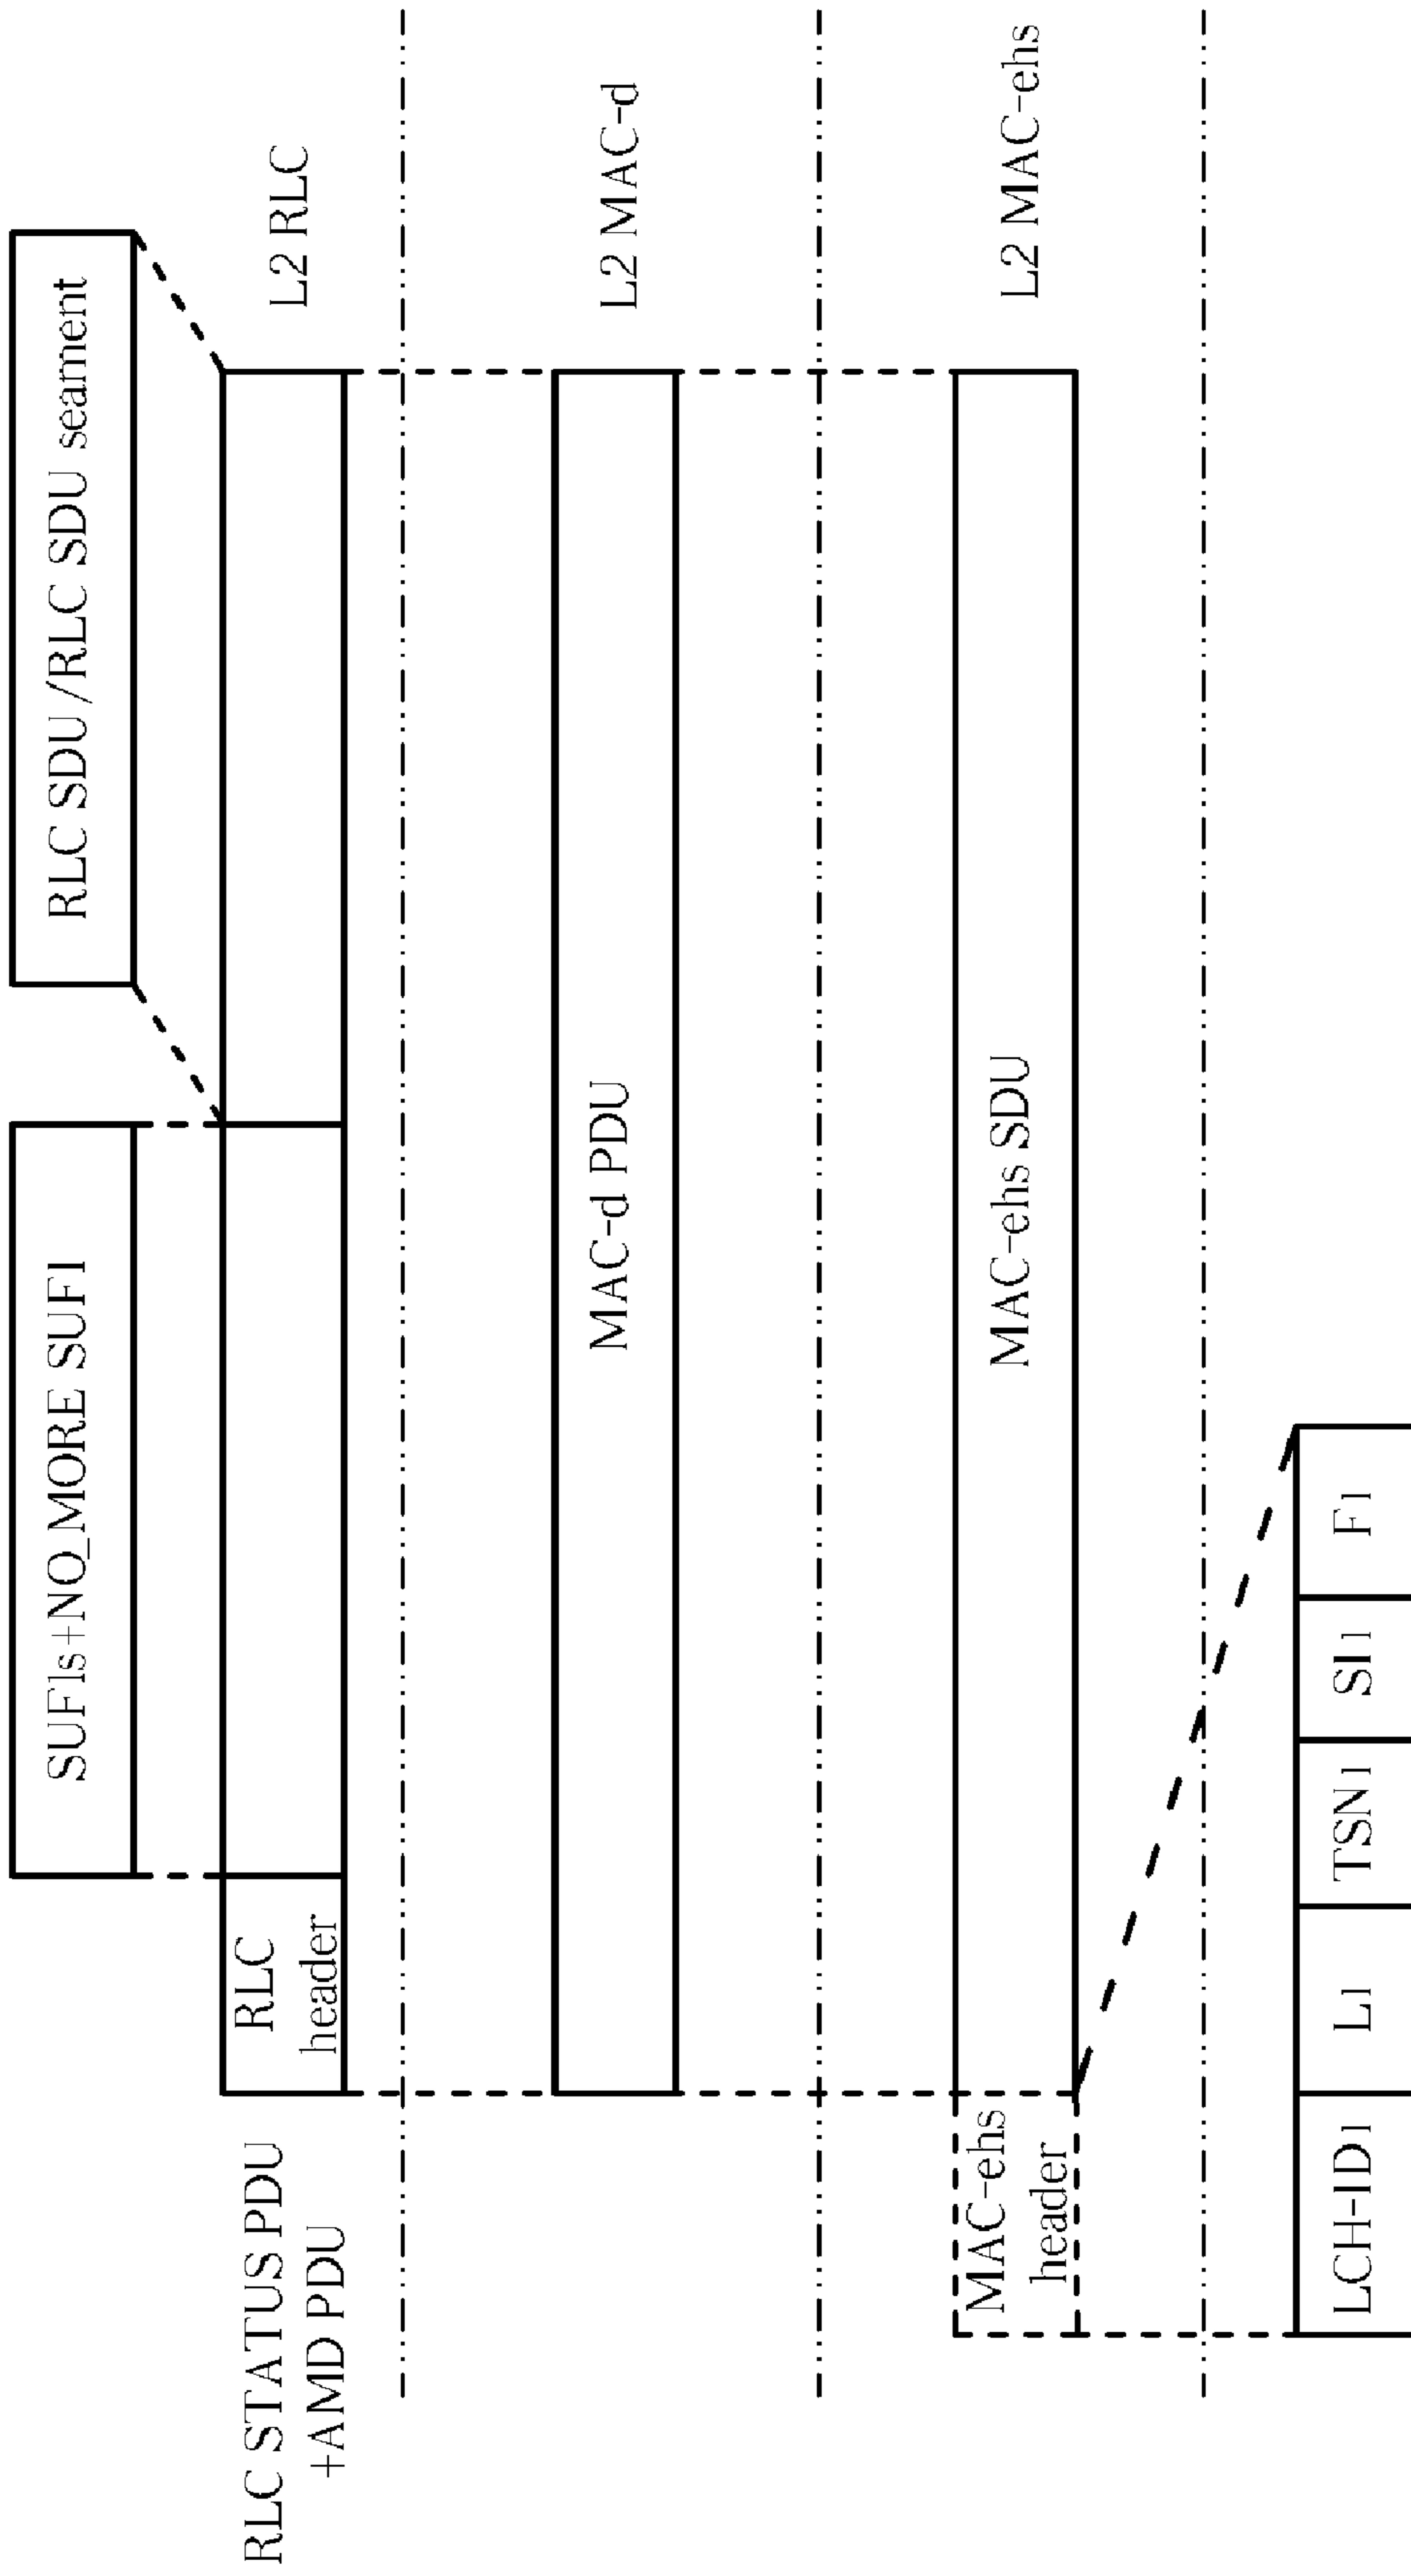 SUFIs+NO_MORE SUFI
RLC SDU/RLC SDU seament
RLC STATUS PDU
+AMD PDU
RLC
header
L2 RLC
MAC-d PDU
L2 MAC-d
MAC-ehs
header
MAC-ehs SDU
L2 MAC-ehs
LCH-ID1
L1
TSN1
SI1
F1